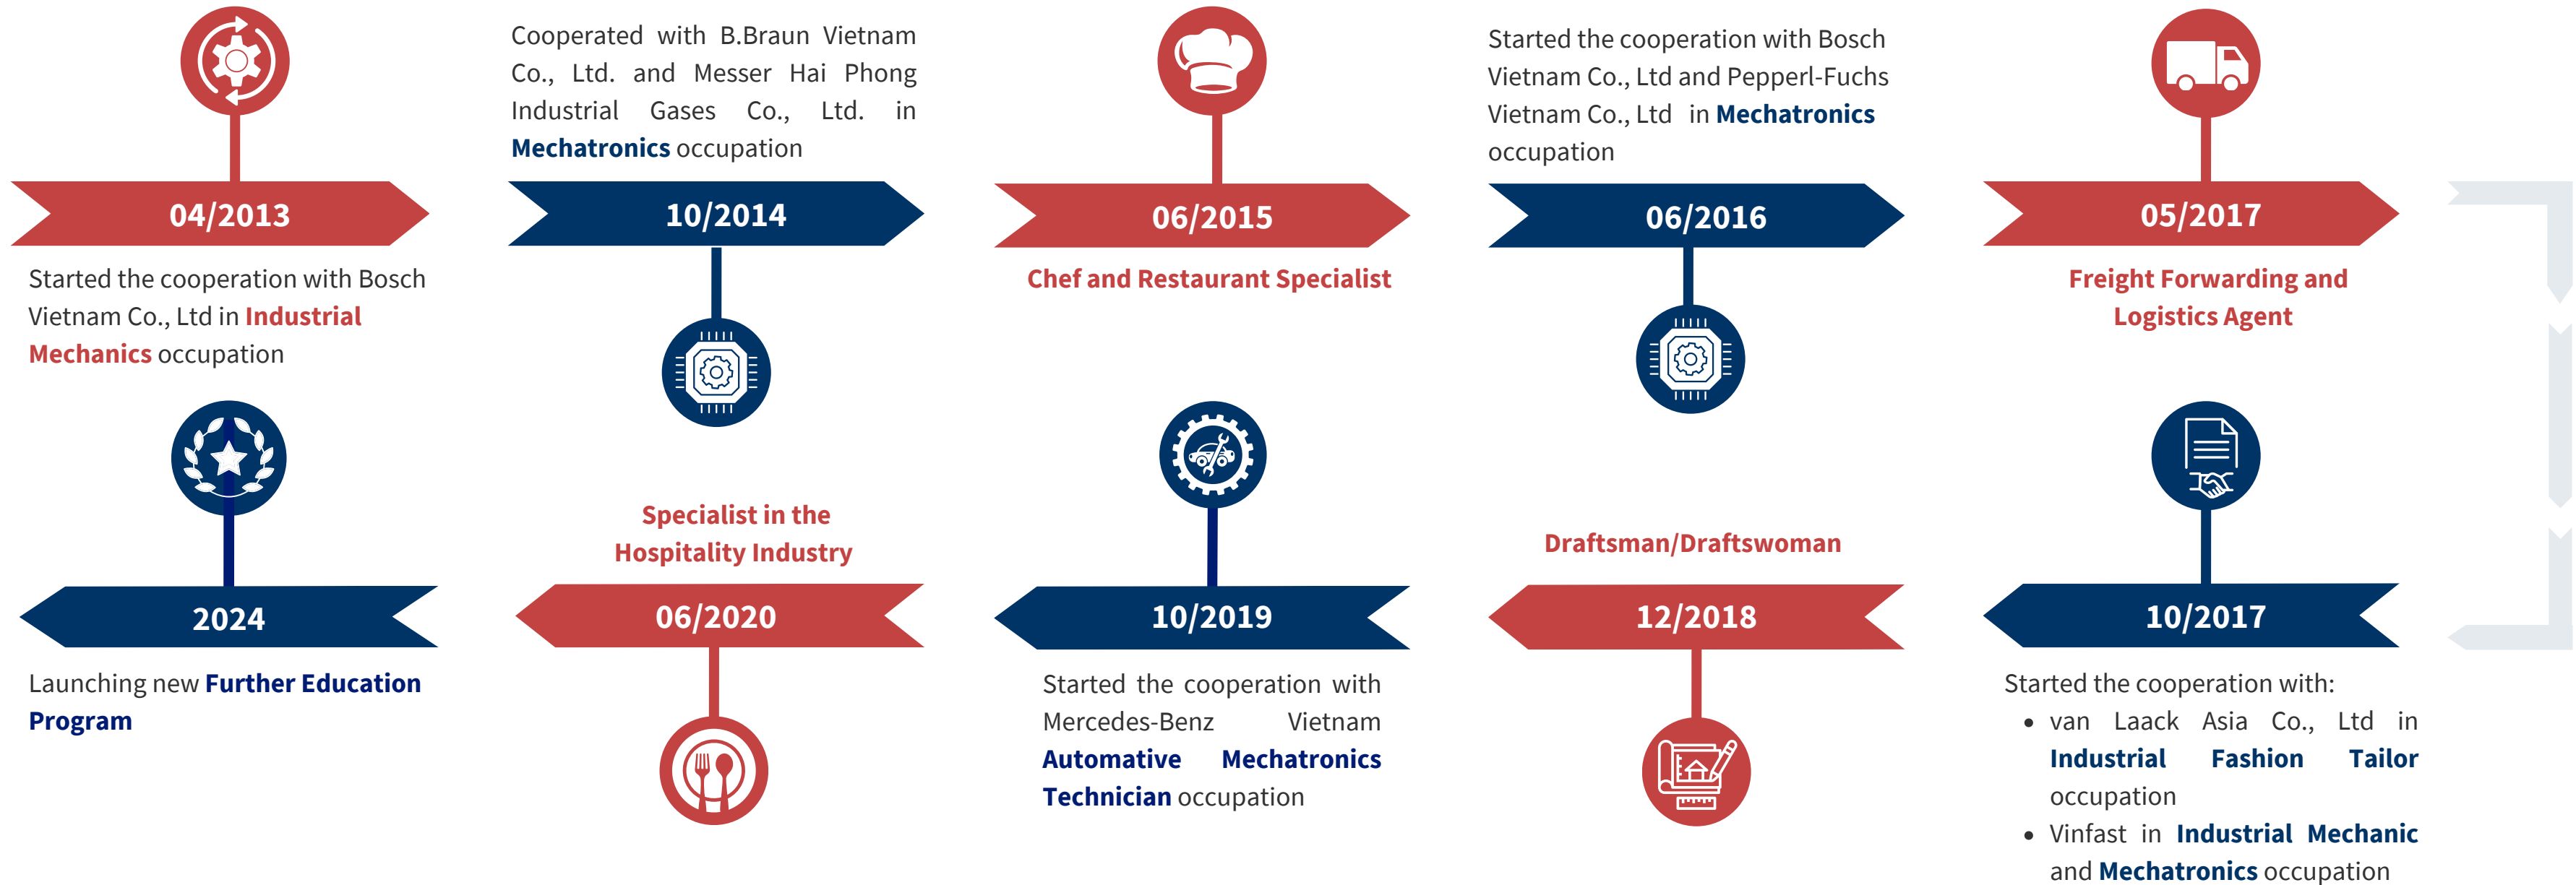 04/2013
Started the cooperation with Bosch
Vietnam Co., Ltd in Industrial
Mechanics occupation
Cooperated with B.Braun Vietnam
Co., Ltd. and Messer Hai Phong
Industrial Gases Co., Ltd. in
Mechatronics occupation
10/2014
06/2015
Chef and Restaurant Specialist
Started the cooperation with Bosch
Vietnam Co., Ltd and Pepperl-Fuchs
Vietnam Co., Ltd in Mechatronics
occupation
06/2016
05/2017
Freight Forwarding and
Logistics Agent
10/2017
Started the cooperation with:
• van Laack Asia Co., Ltd in
Industrial Fashion Tailor
occupation
• Vinfast in Industrial Mechanic
and Mechatronics occupation
Draftsman/Draftswoman
12/2018
10/2019
Started the cooperation with
Mercedes-Benz Vietnam
Automative Mechatronics
Technician occupation
Specialist in the
Hospitality Industry
06/2020
2024
Launching new Further Education
Program